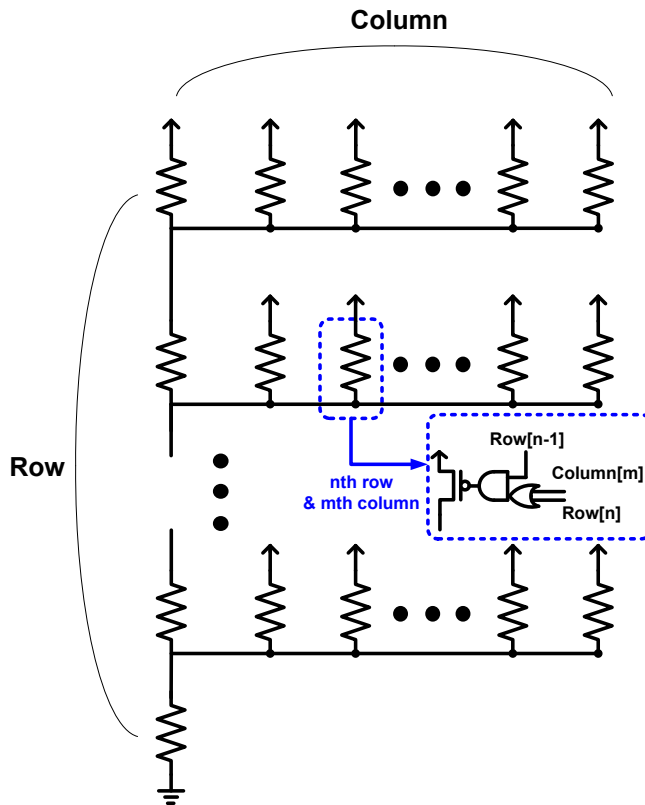 Column
Row
Row[n-1]
Column[m]
Row[n]
nth row
& mth column